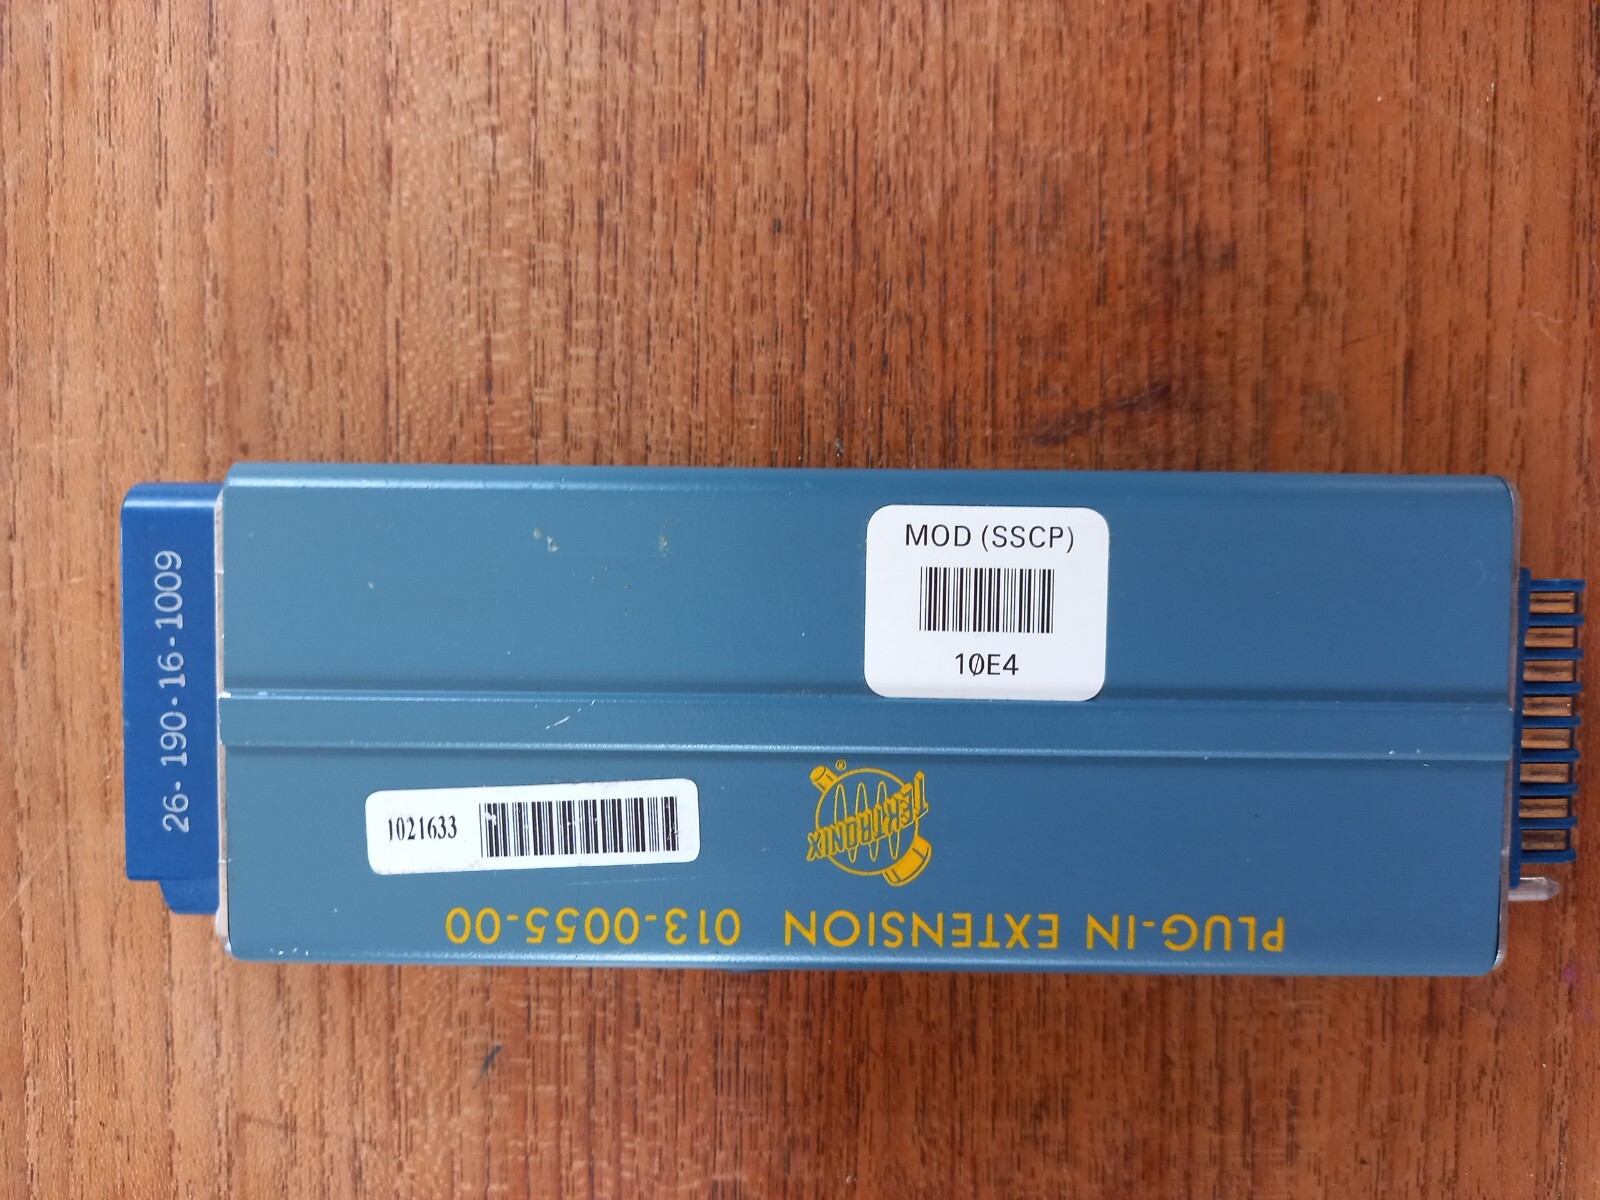 MOD (SSCP)
10E4
26-190-16-1009
1021633
TEKTRONIX
®
PLUG-IN EXTENSION 013-0055-00